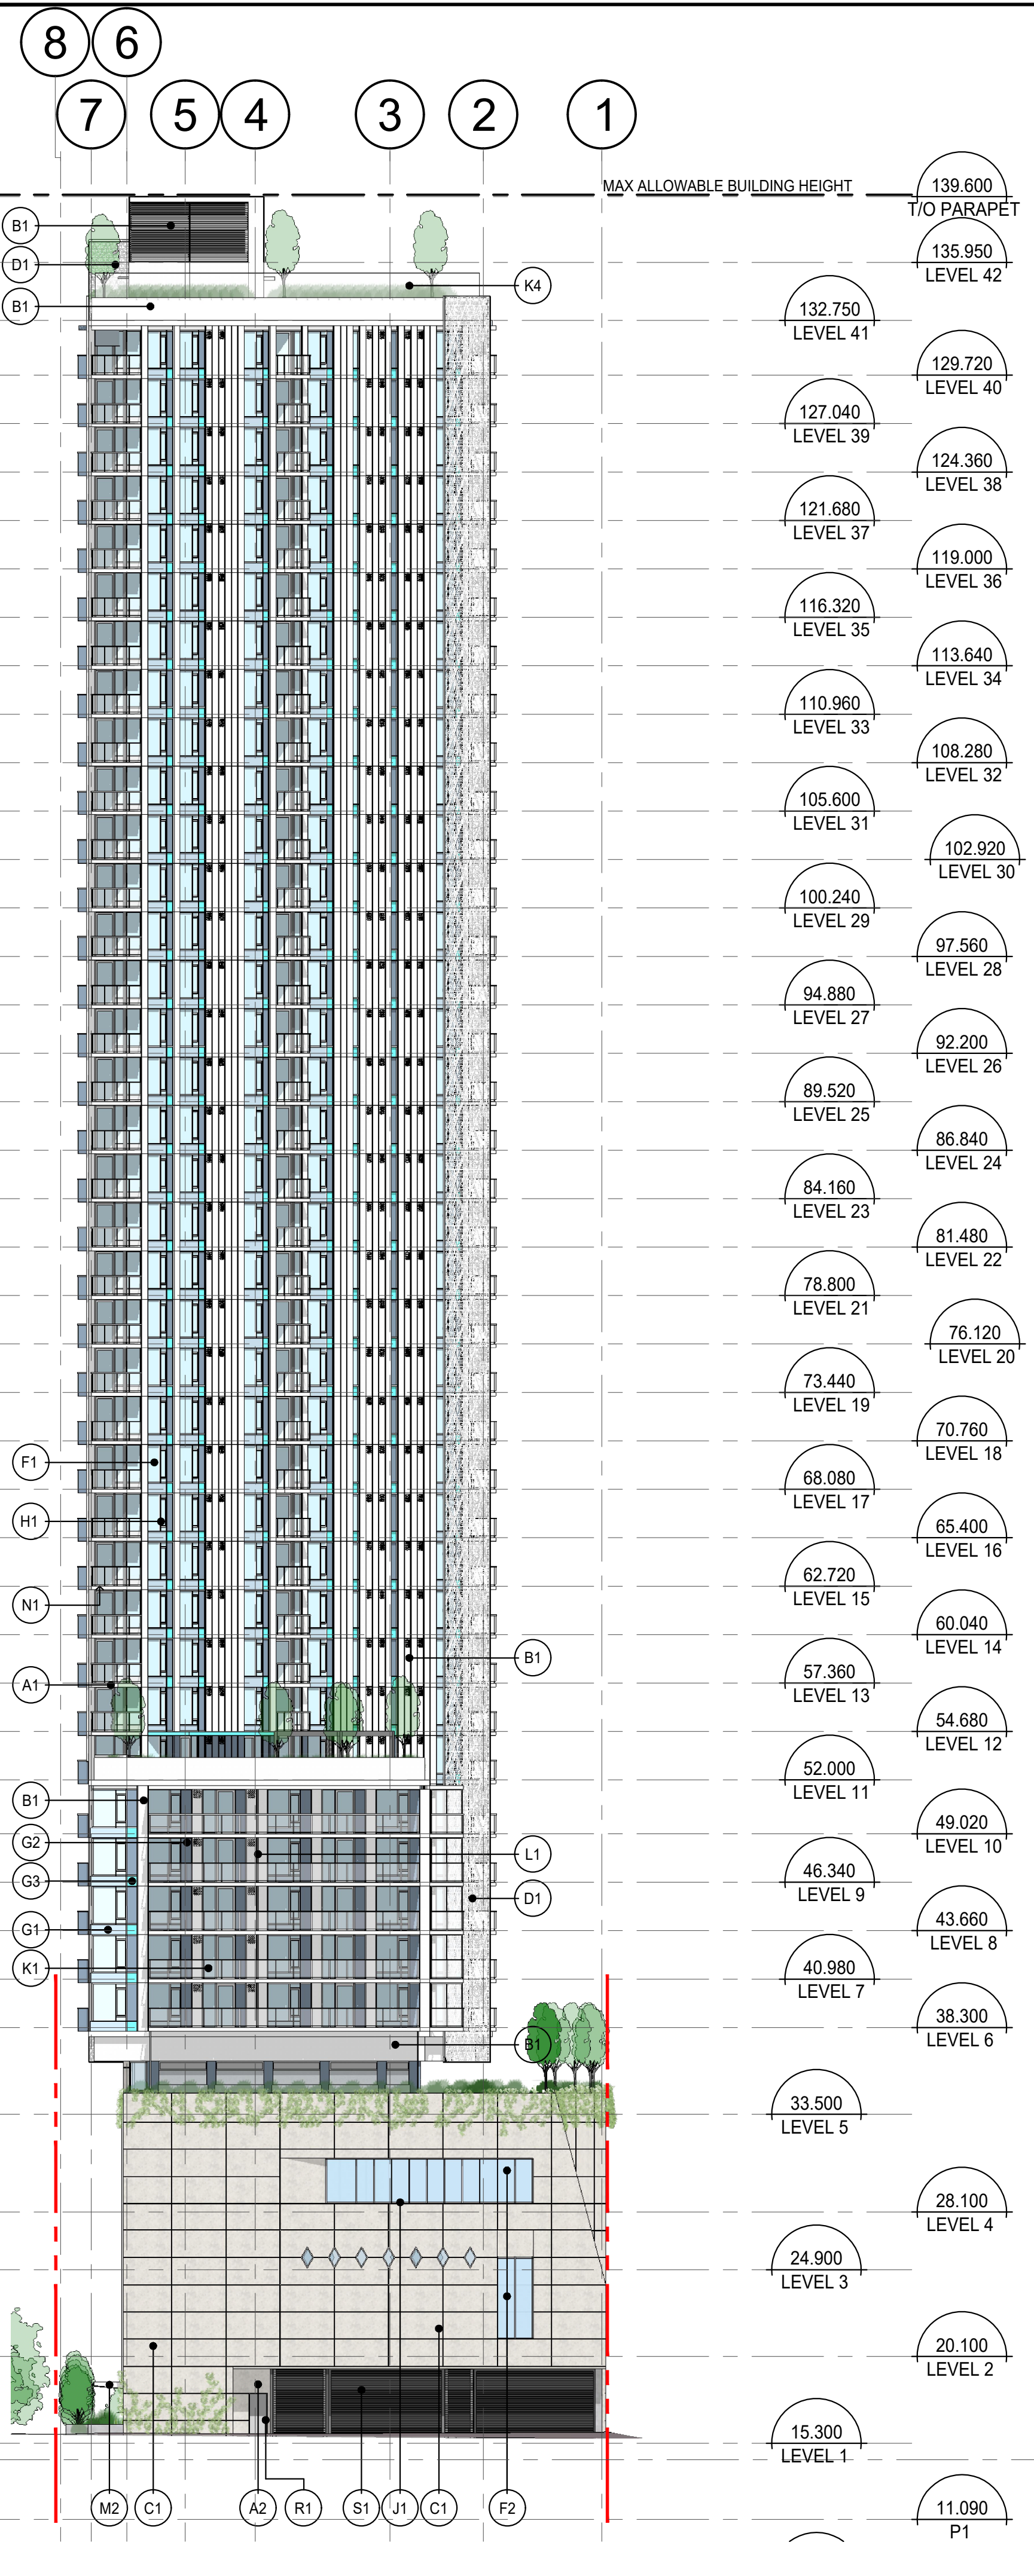 8
6
7
5
4
3
2
1
MAX ALLOWABLE BUILDING HEIGHT
139.600
T/O PARAPET
B1
135.950
LEVEL 42
D1
K4
B1
132.750
LEVEL 41
129.720
LEVEL 40
127.040
LEVEL 39
124.360
LEVEL 38
121.680
LEVEL 37
119.000
LEVEL 36
116.320
LEVEL 35
113.640
LEVEL 34
110.960
LEVEL 33
108.280
LEVEL 32
105.600
LEVEL 31
102.920
LEVEL 30
100.240
LEVEL 29
97.560
LEVEL 28
94.880
LEVEL 27
92.200
LEVEL 26
89.520
LEVEL 25
86.840
LEVEL 24
84.160
LEVEL 23
81.480
LEVEL 22
78.800
LEVEL 21
76.120
LEVEL 20
73.440
LEVEL 19
70.760
LEVEL 18
F1
68.080
LEVEL 17
H1
65.400
LEVEL 16
62.720
LEVEL 15
N1
60.040
LEVEL 14
B1
57.360
LEVEL 13
A1
54.680
LEVEL 12
52.000
LEVEL 11
B1
49.020
LEVEL 10
G2
L1
46.340
LEVEL 9
G3
D1
43.660
LEVEL 8
G1
40.980
LEVEL 7
K1
38.300
LEVEL 6
B1
33.500
LEVEL 5
28.100
LEVEL 4
24.900
LEVEL 3
20.100
LEVEL 2
15.300
LEVEL 1
M2
C1
A2
R1
S1
J1
C1
F2
11.090
P1